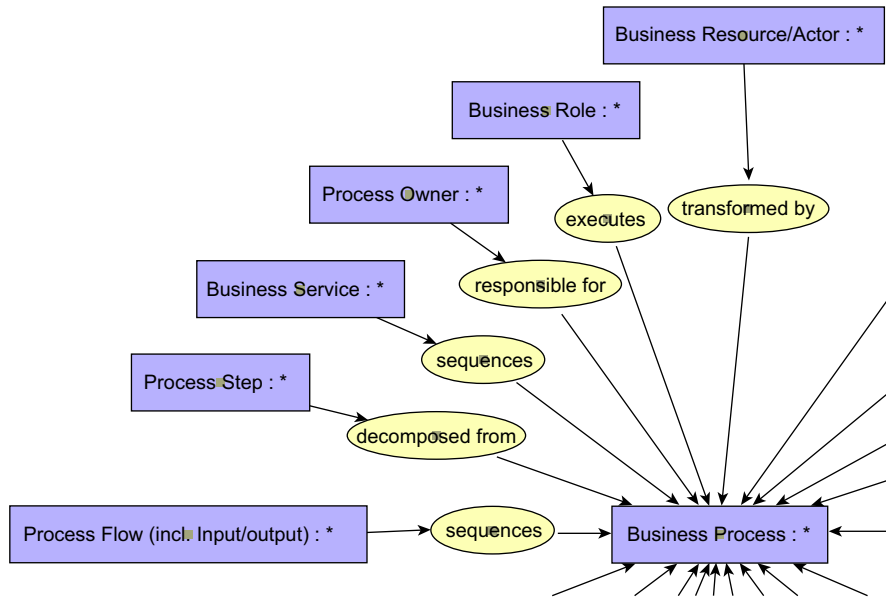 Business Resource/Actor : *
Business Role : *
Process Owner : *
executes
transformed by
Business Service : *
responsible for
sequences
Process Step : *
decomposed from
Process Flow (incl. Input/output) : *
sequences
Business Process : *